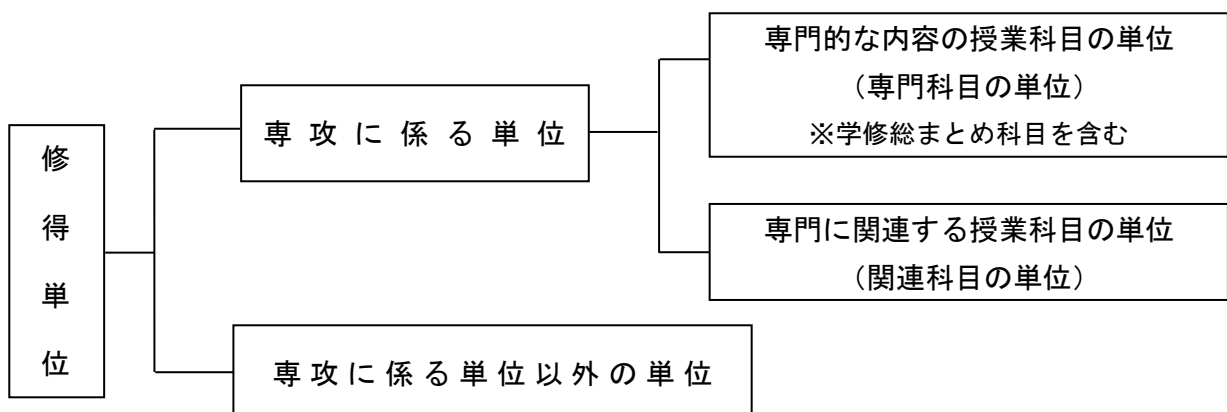 修得単位
専攻に係る単位
専門的な内容の授業科目の単位
（専門科目の単位）
※学修総まとめ科目を含む
専門に関連する授業科目の単位
（関連科目の単位）
専攻に係る単位以外の単位